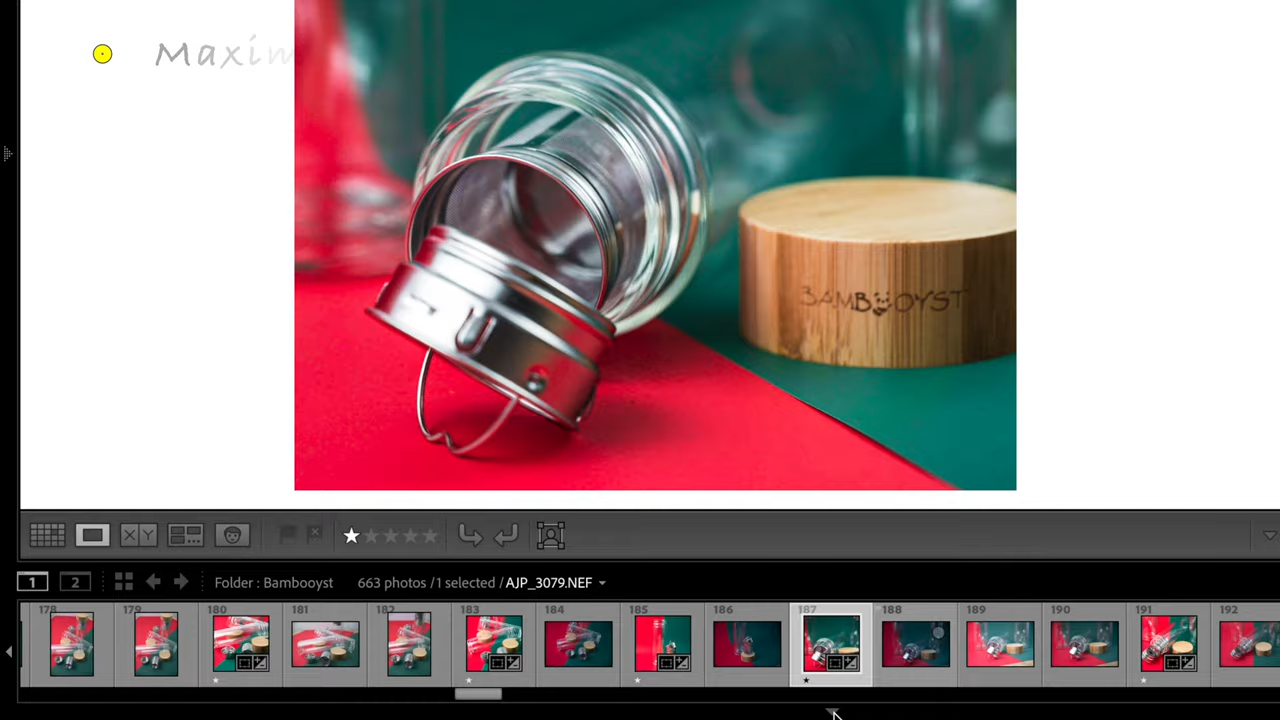 Maxim
BAMBOOYST
X Y
1 2 Folder : Bambooyst 663 photos / 1 selected / AJP_3079.NEF
178 179 180 181 182 183 184 185 186 187 188 189 190 191 192